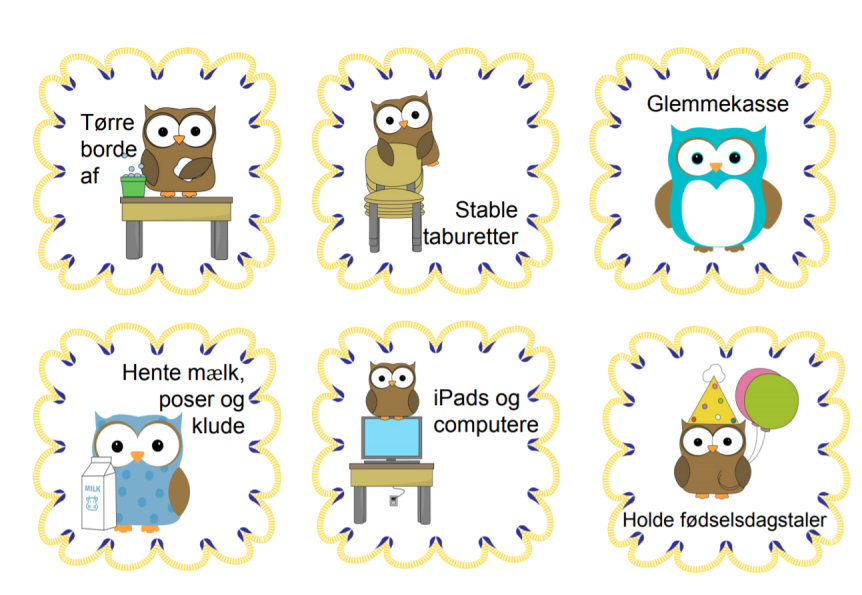 Tørre
borde
af
Stable
taburetter
Glemmekasse
Hente mælk,
poser og
klude
MILK
iPads og
computere
Holde fødselsdagstaler